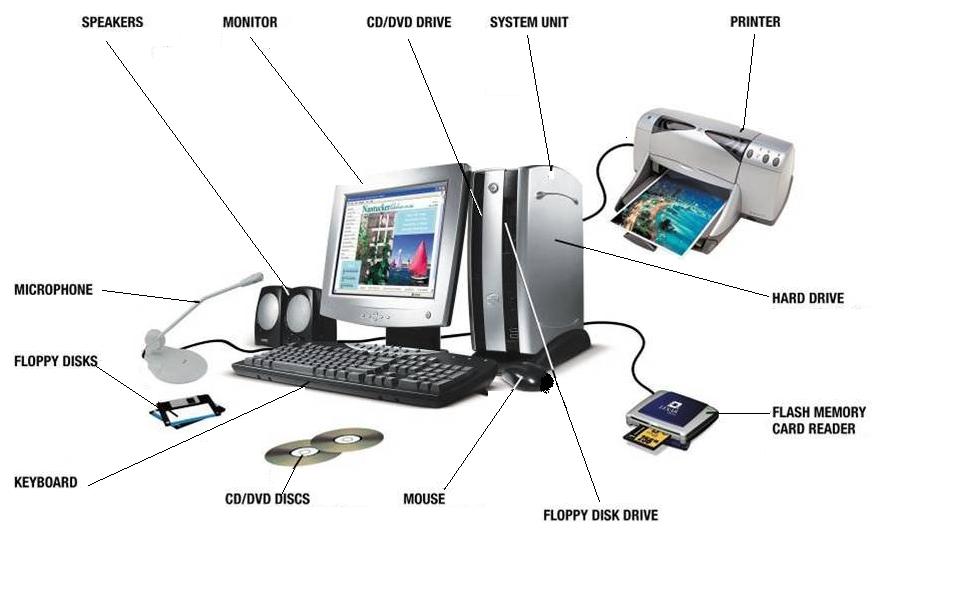 SPEAKERS
MONITOR
CD/DVD DRIVE
SYSTEM UNIT
PRINTER
MICROPHONE
HARD DRIVE
FLOPPY DISKS
FLASH MEMORY
CARD READER
KEYBOARD
CD/DVD DISCS
MOUSE
FLOPPY DISK DRIVE
Nantucket
LEXAR